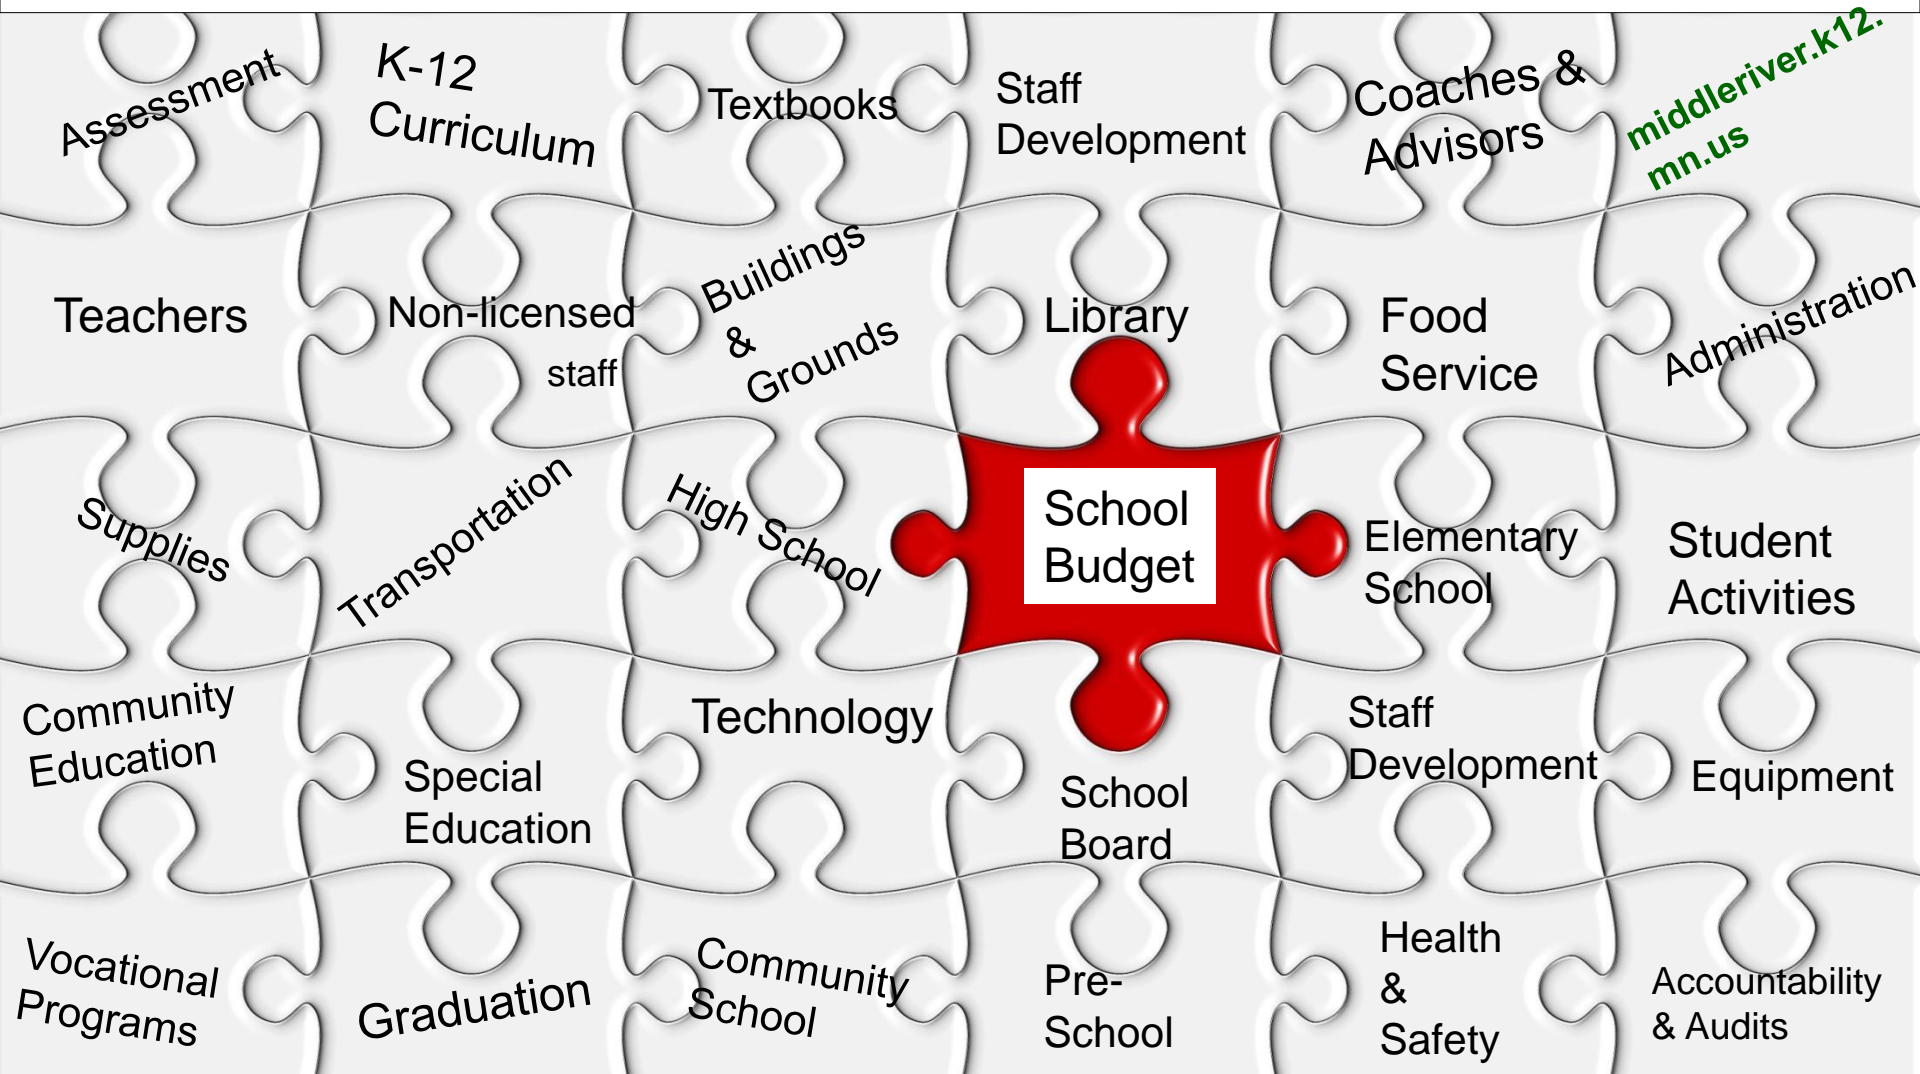 Assessment
K-12
Curriculum
Textbooks
Staff
Development
Coaches &
Advisors
middleriver.k12.
mn.us
Teachers
Non-licensed
staff
Buildings
&
Grounds
Library
Food
Service
Administration
Supplies
Transportation
High School
School
Budget
Elementary
School
Student
Activities
Community
Education
Special
Education
Technology
School
Board
Staff
Development
Equipment
Vocational
Programs
Graduation
Community
School
Pre-
School
Health
&
Safety
Accountability
& Audits